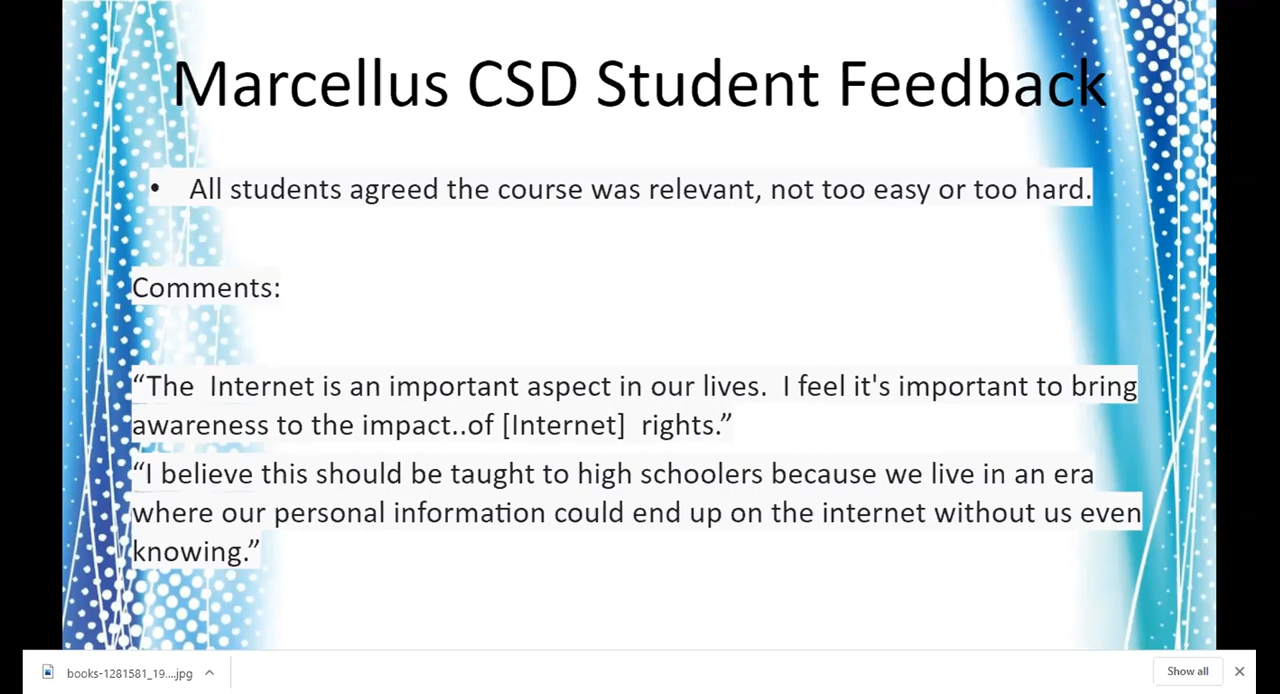 Marcellus CSD Student Feedback
• All students agreed the course was relevant, not too easy or too hard.
Comments:
“The  Internet is an important aspect in our lives.  I feel it's important to bring
awareness to the impact..of [Internet]  rights.”
“I believe this should be taught to high schoolers because we live in an era
where our personal information could end up on the internet without us even
knowing.”
books-1281581_19....jpg
Show all